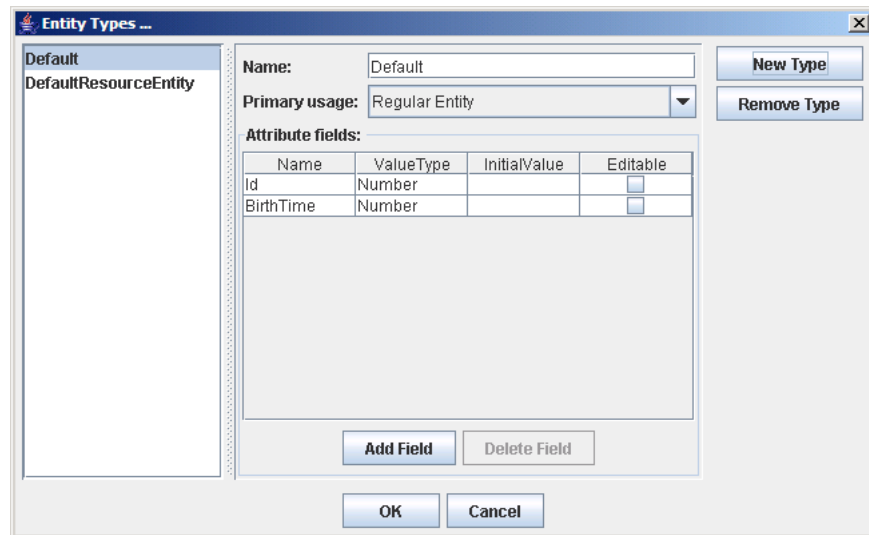 Entity Types ...
Default
DefaultResourceEntity
Name: Default
Primary usage: Regular Entity
Attribute fields:
Name ValueType InitialValue Editable
Id Number
BirthTime Number
Add Field Delete Field
New Type
Remove Type
OK Cancel